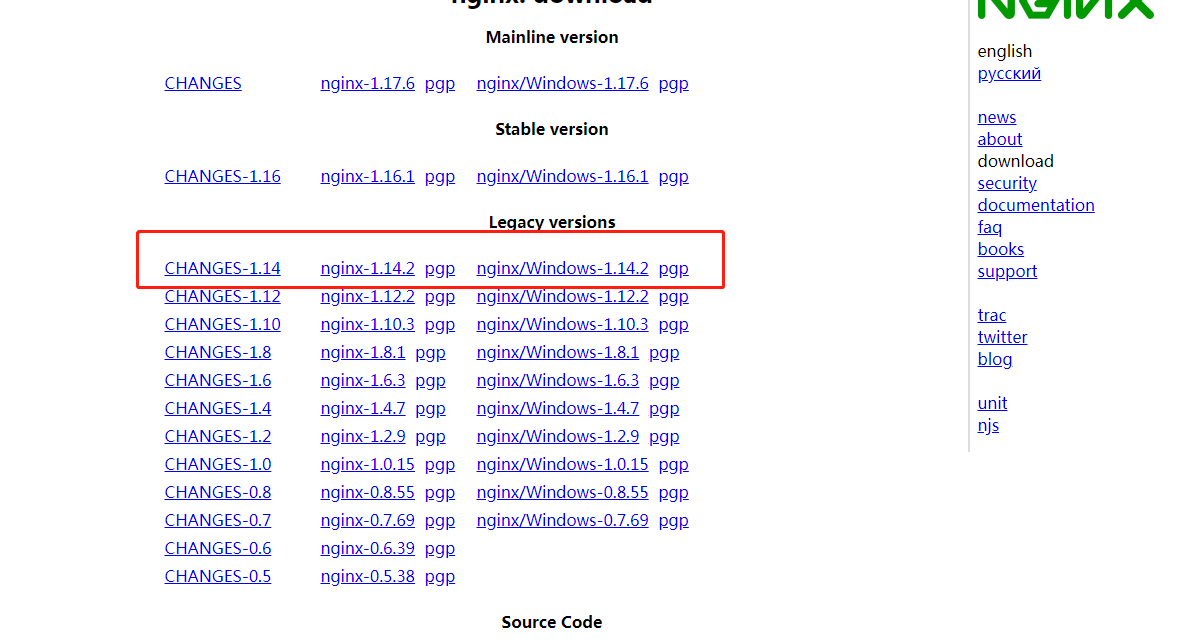 nginx: download
Mainline version
CHANGES nginx-1.17.6 pgp nginx/Windows-1.17.6 pgp
Stable version
CHANGES-1.16 nginx-1.16.1 pgp nginx/Windows-1.16.1 pgp
Legacy versions
CHANGES-1.14 nginx-1.14.2 pgp nginx/Windows-1.14.2 pgp
CHANGES-1.12 nginx-1.12.2 pgp nginx/Windows-1.12.2 pgp
CHANGES-1.10 nginx-1.10.3 pgp nginx/Windows-1.10.3 pgp
CHANGES-1.8 nginx-1.8.1 pgp nginx/Windows-1.8.1 pgp
CHANGES-1.6 nginx-1.6.3 pgp nginx/Windows-1.6.3 pgp
CHANGES-1.4 nginx-1.4.7 pgp nginx/Windows-1.4.7 pgp
CHANGES-1.2 nginx-1.2.9 pgp nginx/Windows-1.2.9 pgp
CHANGES-1.0 nginx-1.0.15 pgp nginx/Windows-1.0.15 pgp
CHANGES-0.8 nginx-0.8.55 pgp nginx/Windows-0.8.55 pgp
CHANGES-0.7 nginx-0.7.69 pgp nginx/Windows-0.7.69 pgp
CHANGES-0.6 nginx-0.6.39 pgp
CHANGES-0.5 nginx-0.5.38 pgp
Source Code
NGINX
english
русский
news
about
download
security
documentation
faq
books
support
trac
twitter
blog
unit
njs